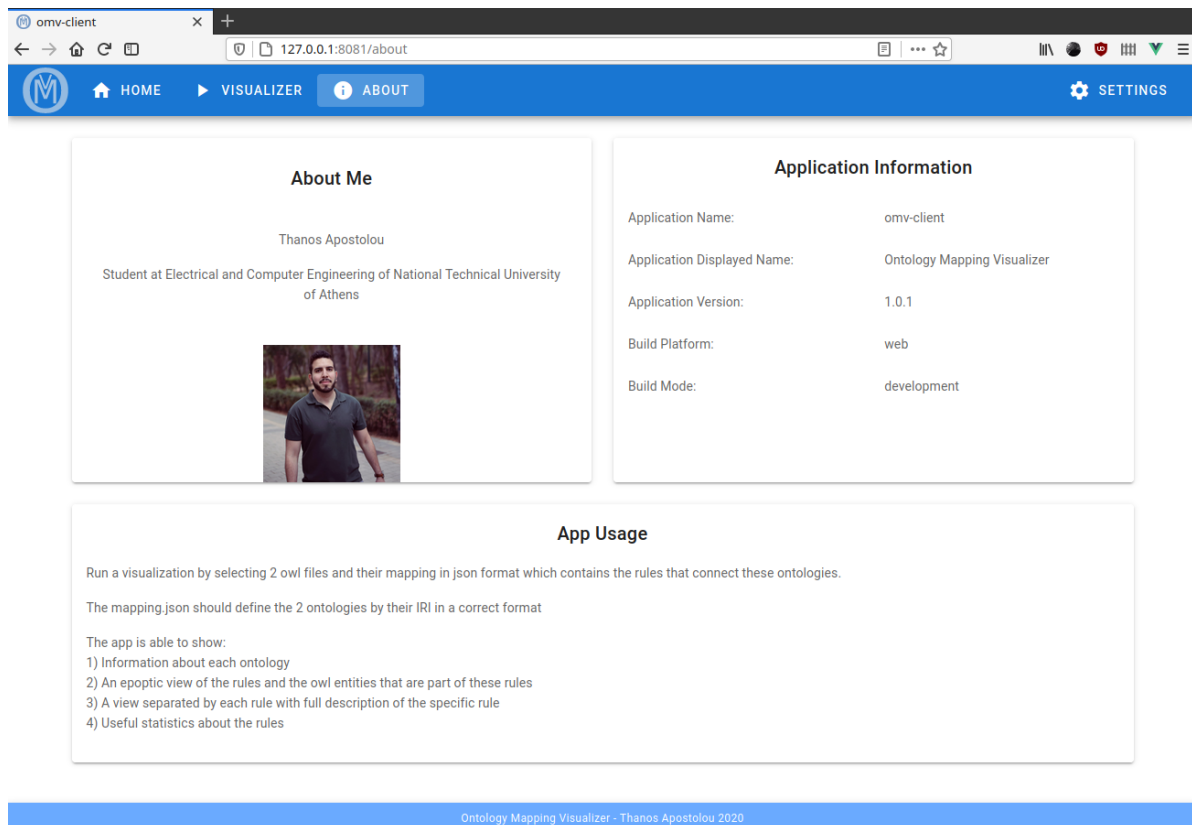 omv-client
127.0.0.1:8081/about
HOME
VISUALIZER
ABOUT
SETTINGS
About Me
Thanos Apostolou
Student at Electrical and Computer Engineering of National Technical University
of Athens
Application Information
Application Name: omv-client
Application Displayed Name: Ontology Mapping Visualizer
Application Version: 1.0.1
Build Platform: web
Build Mode: development
App Usage
Run a visualization by selecting 2 owl files and their mapping in json format which contains the rules that connect these ontologies.
The mapping.json should define the 2 ontologies by their IRI in a correct format
The app is able to show:
1) Information about each ontology
2) An epoptic view of the rules and the owl entities that are part of these rules
3) A view separated by each rule with full description of the specific rule
4) Useful statistics about the rules
Ontology Mapping Visualizer - Thanos Apostolou 2020